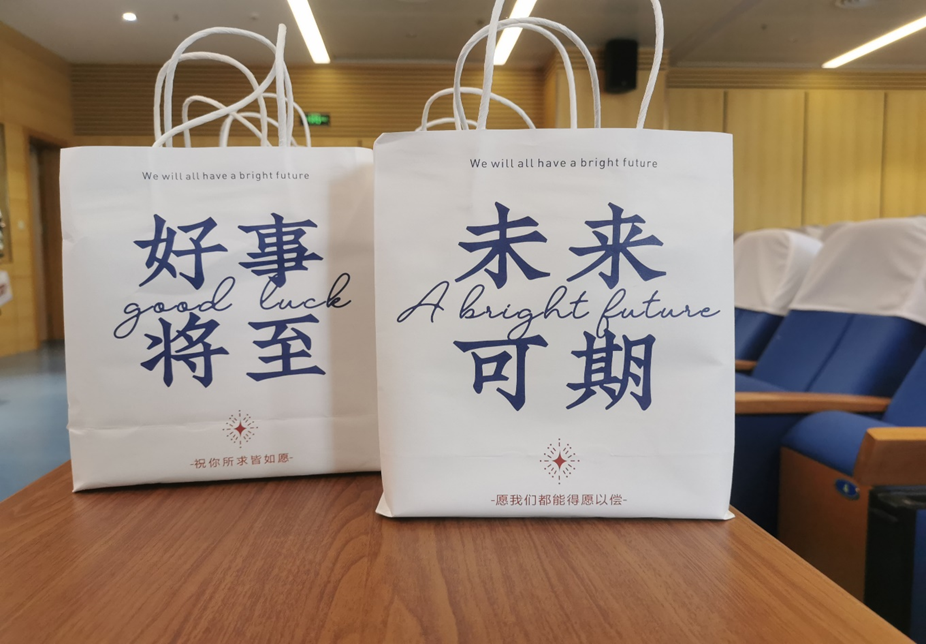 We will all have a bright future
好事
good luck
将至
-祝你所求皆如愿-
We will all have a bright future
未来
A bright future
可期
-愿我们都能得愿以偿-